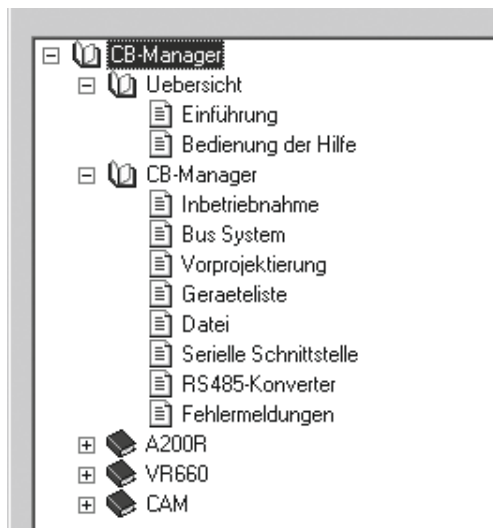 CB-Manager
Uebersicht
Einführung
Bedienung der Hilfe
CB-Manager
Inbetriebnahme
Bus System
Vorprojektierung
Geraeteliste
Datei
Serielle Schnittstelle
RS485-Konverter
Fehlermeldungen
A200R
VR660
CAM